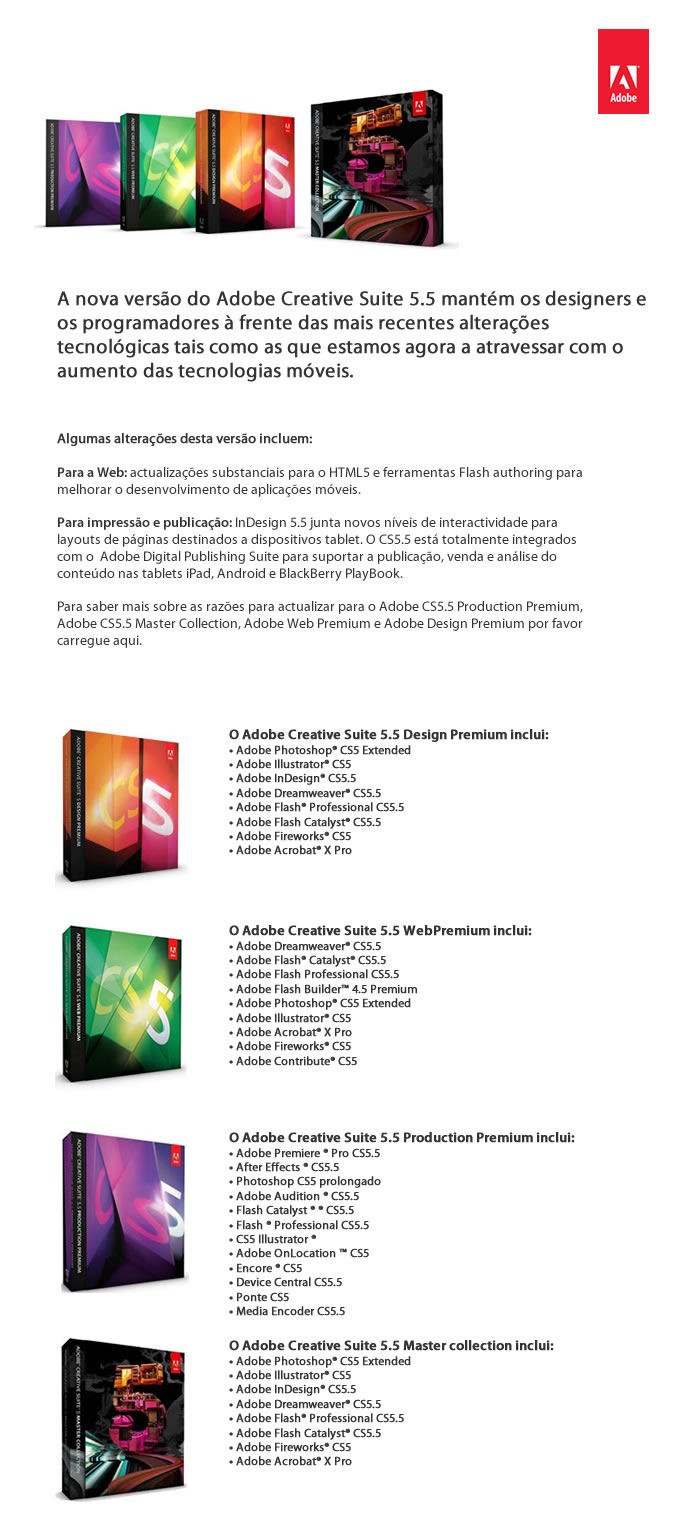 Adobe
A nova versão do Adobe Creative Suite 5.5 mantém os designers e
os programadores à frente das mais recentes alterações
tecnológicas tais como as que estamos agora a atravessar com o
aumento das tecnologias móveis.
Algumas alterações desta versão incluem:
Para a Web: actualizações substanciais para o HTML5 e ferramentas Flash authoring para
melhorar o desenvolvimento de aplicações móveis.
Para impressão e publicação: InDesign 5.5 junta novos níveis de interactividade para
layouts de páginas destinados a dispositivos tablet. O CS5.5 está totalmente integrados
com o Adobe Digital Publishing Suite para suportar a publicação, venda e análise do
conteúdo nas tablets iPad, Android e BlackBerry PlayBook.
Para saber mais sobre as razões para actualizar para o Adobe CS5.5 Production Premium,
Adobe CS5.5 Master Collection, Adobe Web Premium e Adobe Design Premium por favor
carregue aqui.
ADOBE® CREATIVE SUITE® 5.5 DESIGN PREMIUM
CS5
O Adobe Creative Suite 5.5 Design Premium inclui:
• Adobe Photoshop® CS5 Extended
• Adobe Illustrator® CS5
• Adobe InDesign® CS5.5
• Adobe Dreamweaver® CS5.5
• Adobe Flash® Professional CS5.5
• Adobe Flash Catalyst® CS5.5
• Adobe Fireworks® CS5
• Adobe Acrobat® X Pro
ADOBE® CREATIVE SUITE® 5.5 WEB PREMIUM
CS5
O Adobe Creative Suite 5.5 WebPremium inclui:
• Adobe Dreamweaver® CS5.5
• Adobe Flash® Catalyst® CS5.5
• Adobe Flash Professional CS5.5
• Adobe Flash Builder™ 4.5 Premium
• Adobe Photoshop® CS5 Extended
• Adobe Illustrator® CS5
• Adobe Acrobat® X Pro
• Adobe Fireworks® CS5
• Adobe Contribute® CS5
ADOBE® CREATIVE SUITE® 5.5 PRODUCTION PREMIUM
CS5
O Adobe Creative Suite 5.5 Production Premium inclui:
• Adobe Premiere ® Pro CS5.5
• After Effects ® CS5.5
• Photoshop CS5 prolongado
• Adobe Audition ® CS5.5
• Flash Catalyst ® ® CS5.5
• Flash ® Professional CS5.5
• CS5 Illustrator ®
• Adobe OnLocation ™ CS5
• Encore ® CS5
• Device Central CS5.5
• Ponte CS5
• Media Encoder CS5.5
ADOBE® CREATIVE SUITE® 5.5 MASTER COLLECTION
O Adobe Creative Suite 5.5 Master collection inclui:
• Adobe Photoshop® CS5 Extended
• Adobe Illustrator® CS5
• Adobe InDesign® CS5.5
• Adobe Dreamweaver® CS5.5
• Adobe Flash® Professional CS5.5
• Adobe Flash Catalyst® CS5.5
• Adobe Fireworks® CS5
• Adobe Acrobat® X Pro